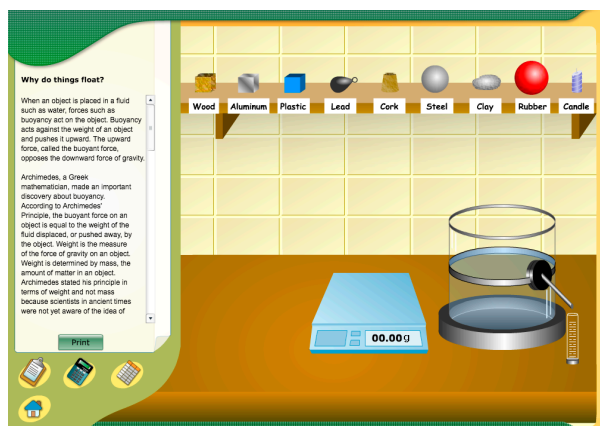 Why do things float?
When an object is placed in a fluid
such as water, forces such as
buoyancy act on the object. Buoyancy
acts against the weight of an object
and pushes it upward. The upward
force, called the buoyant force,
opposes the downward force of gravity.
Archimedes, a Greek
mathematician, made an important
discovery about buoyancy.
According to Archimedes'
Principle, the buoyant force on an
object is equal to the weight of the
fluid displaced, or pushed away, by
the object. Weight is the measure
of the force of gravity on an object.
Weight is determined by mass, the
amount of matter in an object.
Archimedes stated his principle in
terms of weight and not mass
because scientists in ancient times
were not yet aware of the idea of
Print
Wood Aluminum Plastic Lead Cork Steel Clay Rubber Candle
00.00g